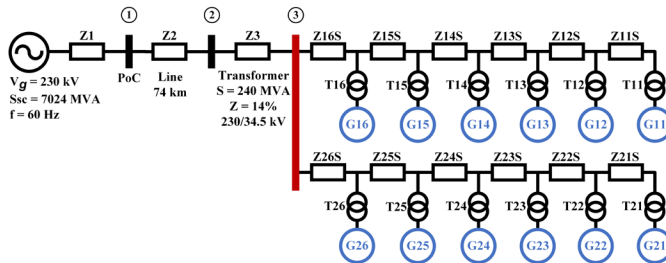 ① ② ③
Z1 Z2 Z3 Z16S Z15S Z14S Z13S Z12S Z11S
V𝑔 = 230 kV
Ssc = 7024 MVA
f = 60 Hz
PoC
Line
74 km
Transformer
S = 240 MVA
Z = 14%
230/34.5 kV
T16 T15 T14 T13 T12 T11
G16 G15 G14 G13 G12 G11
Z26S Z25S Z24S Z23S Z22S Z21S
T26 T25 T24 T23 T22 T21
G26 G25 G24 G23 G22 G21